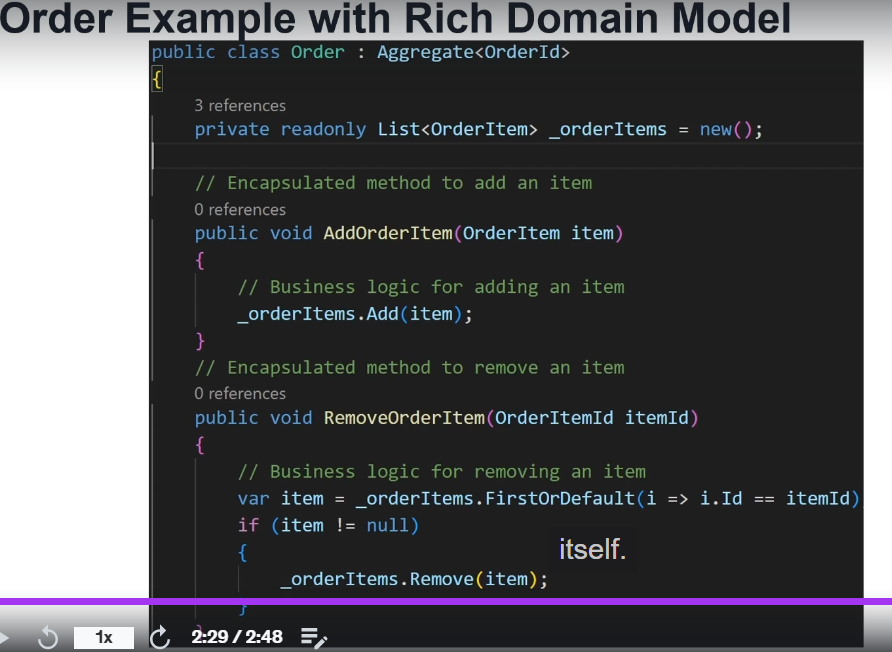 Order Example with Rich Domain Model
public class Order : Aggregate<OrderId>
{
3 references
private readonly List<OrderItem> _orderItems = new();
// Encapsulated method to add an item
0 references
public void AddOrderItem(OrderItem item)
{
// Business logic for adding an item
_orderItems.Add(item);
}
// Encapsulated method to remove an item
0 references
public void RemoveOrderItem(OrderItemId itemId)
{
// Business logic for removing an item
var item = _orderItems.FirstOrDefault(i => i.Id == itemId)
if (item != null)
{
itself.
_orderItems.Remove(item);
}
}
1x 2:29 / 2:48